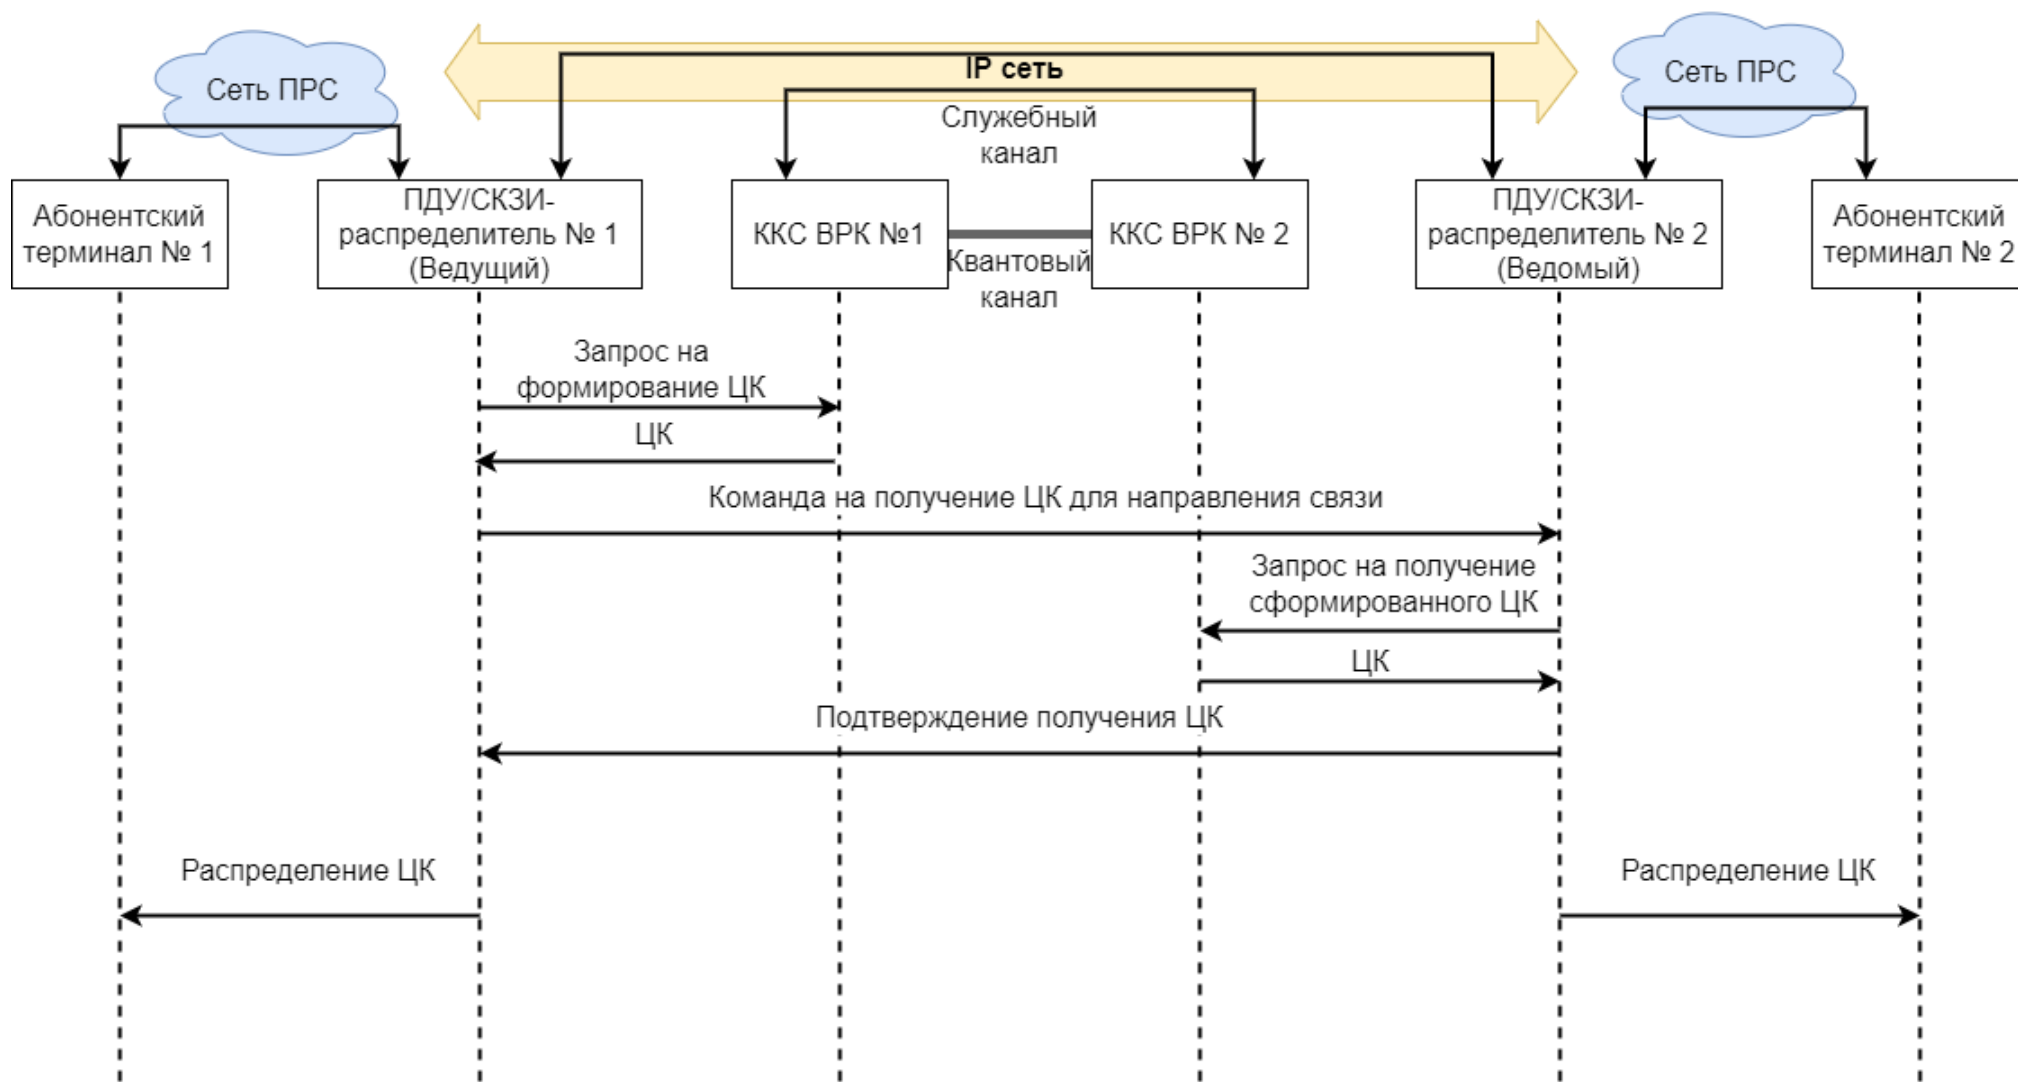 Сеть ПРС
IP сеть
Сеть ПРС
Служебный
канал
Абонентский
терминал № 1
ПДУ/СКЗИ-
распределитель № 1
(Ведущий)
ККС ВРК №1
ККС ВРК № 2
Квантовый
канал
ПДУ/СКЗИ-
распределитель № 2
(Ведомый)
Абонентский
терминал № 2
Запрос на
формирование ЦК
ЦК
Команда на получение ЦК для направления связи
Запрос на получение
сформированного ЦК
ЦК
Подтверждение получения ЦК
Распределение ЦК
Распределение ЦК